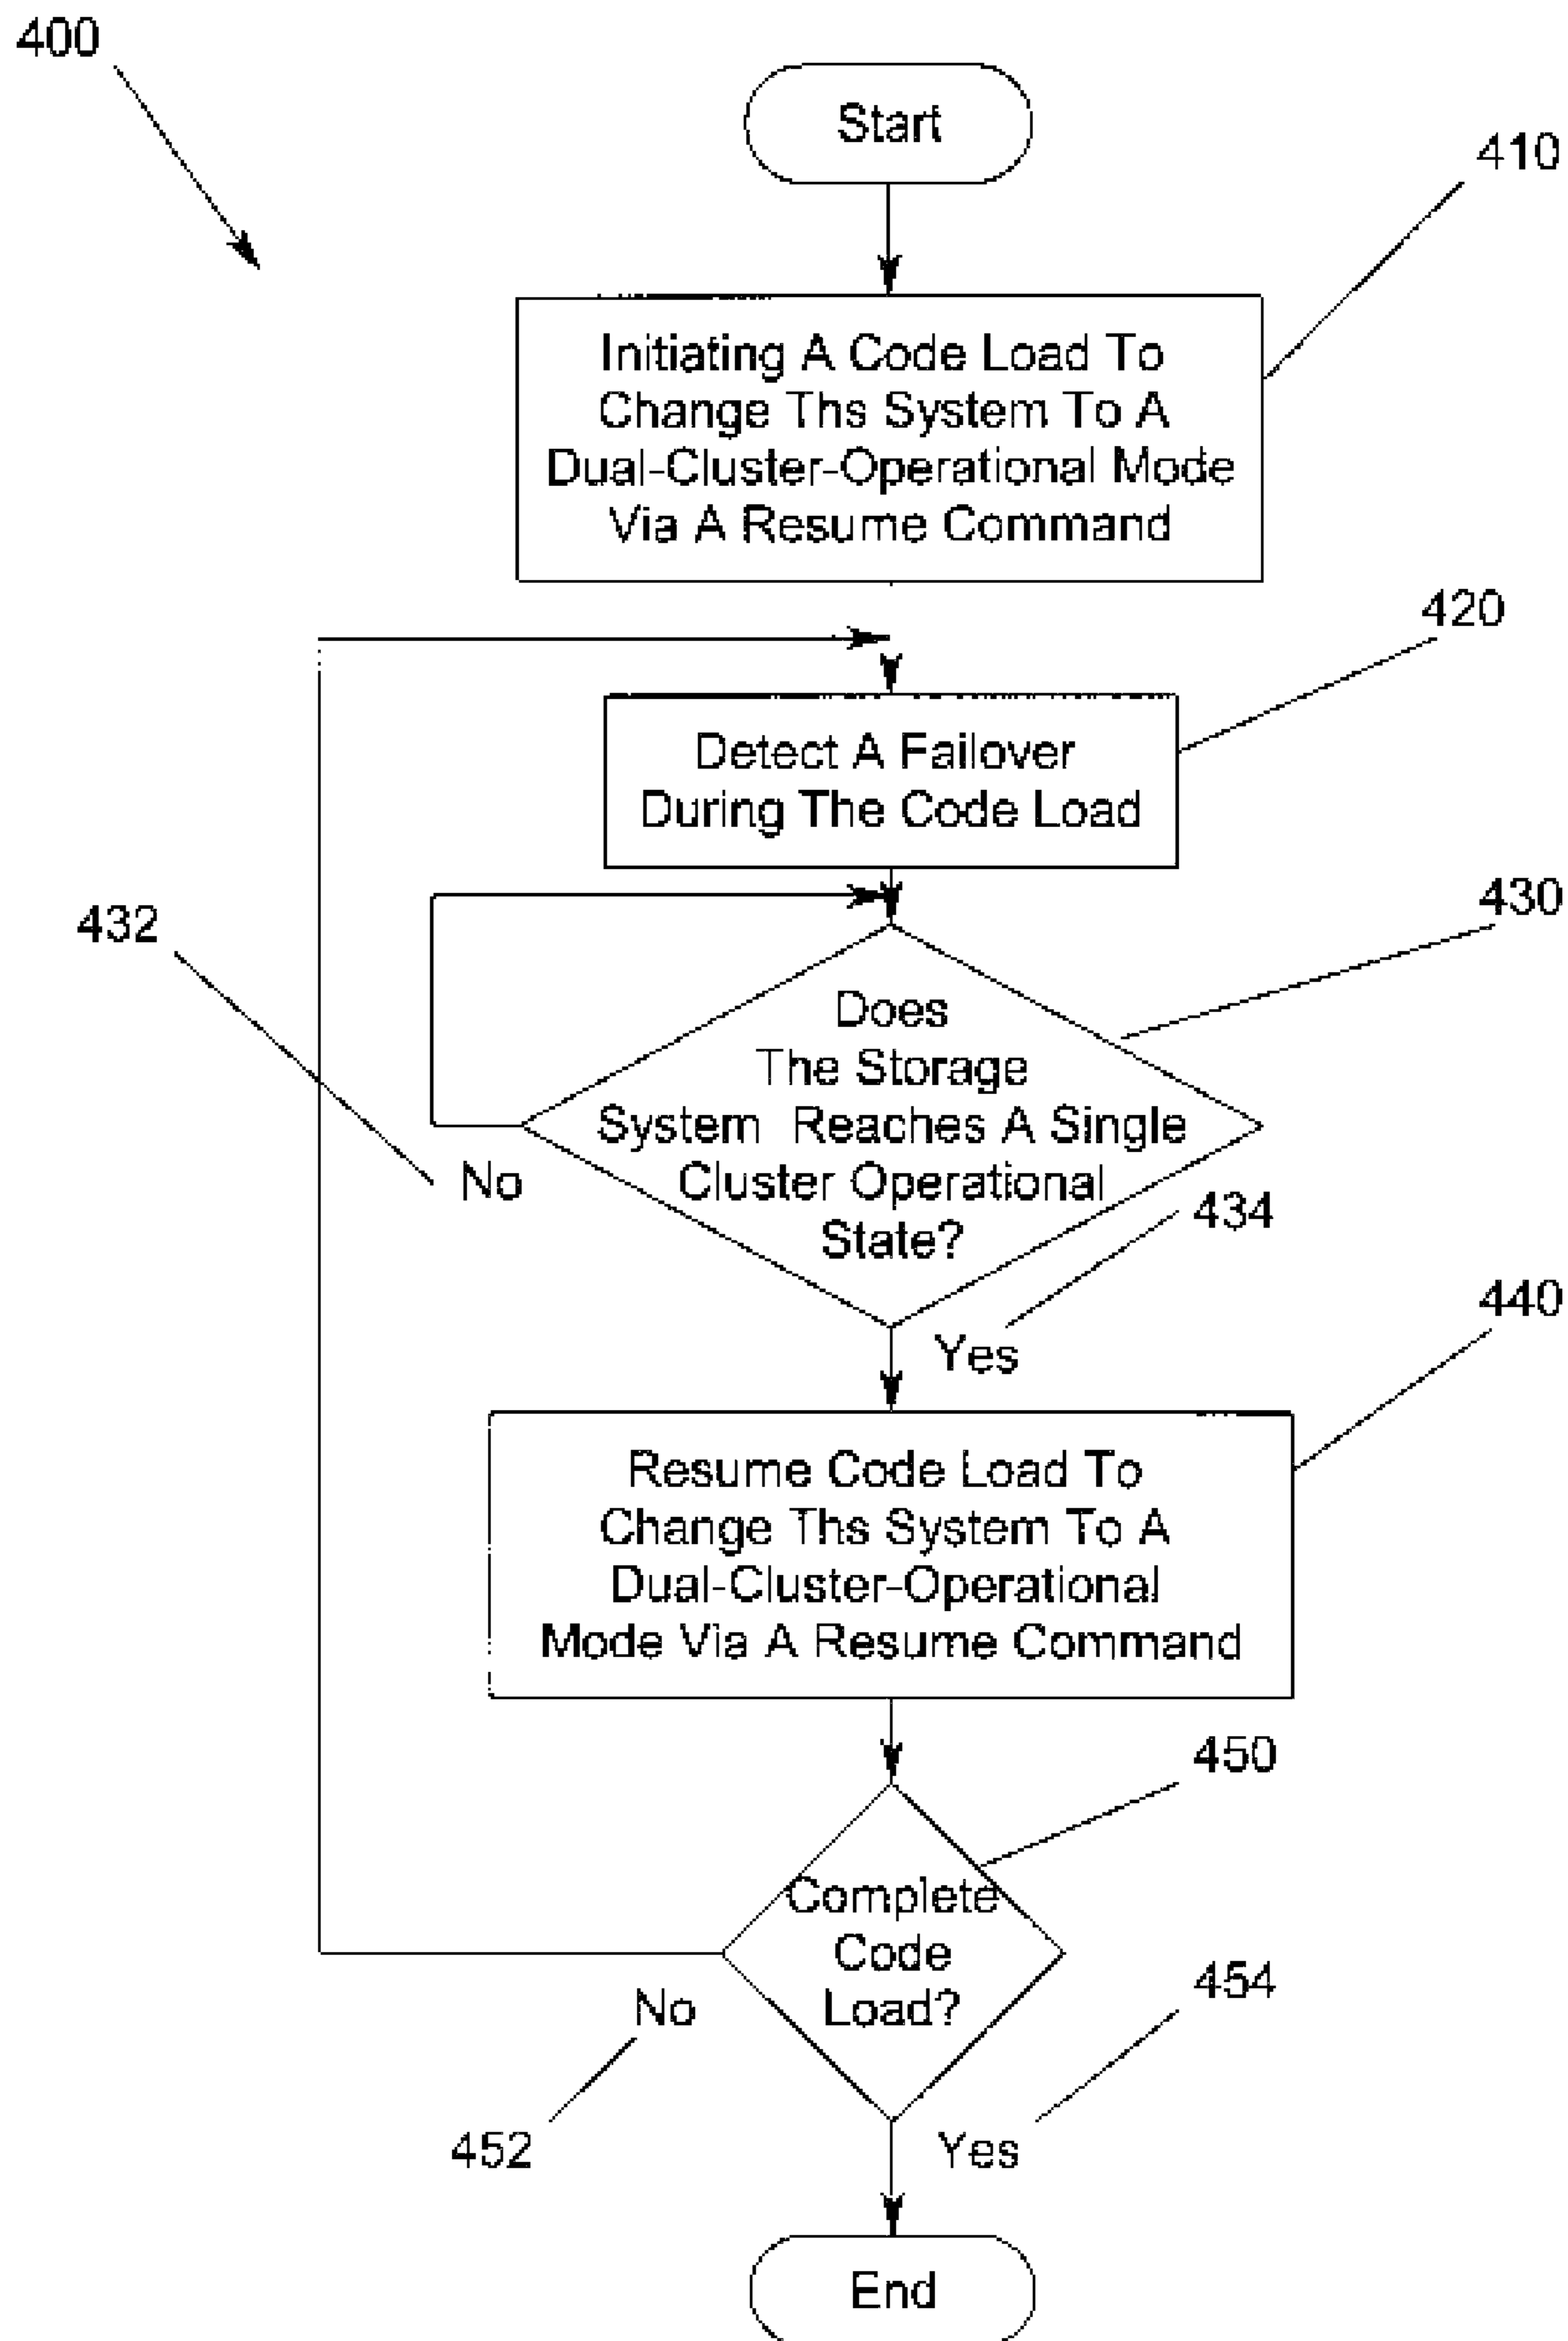 400
Start
410
Initiating A Code Load To
Change Ths System To A
Dual-Cluster-Operational Mode
Via A Resume Command
420
Detect A Failover
During The Code Load
430
432
Does
The Storage
System Reaches A Single
Cluster Operational
State?
No
434
Yes
440
Resume Code Load To
Change Ths System To A
Dual-Cluster-Operational
Mode Via A Resume Command
450
Complete
Code
Load?
454
No
452
Yes
End